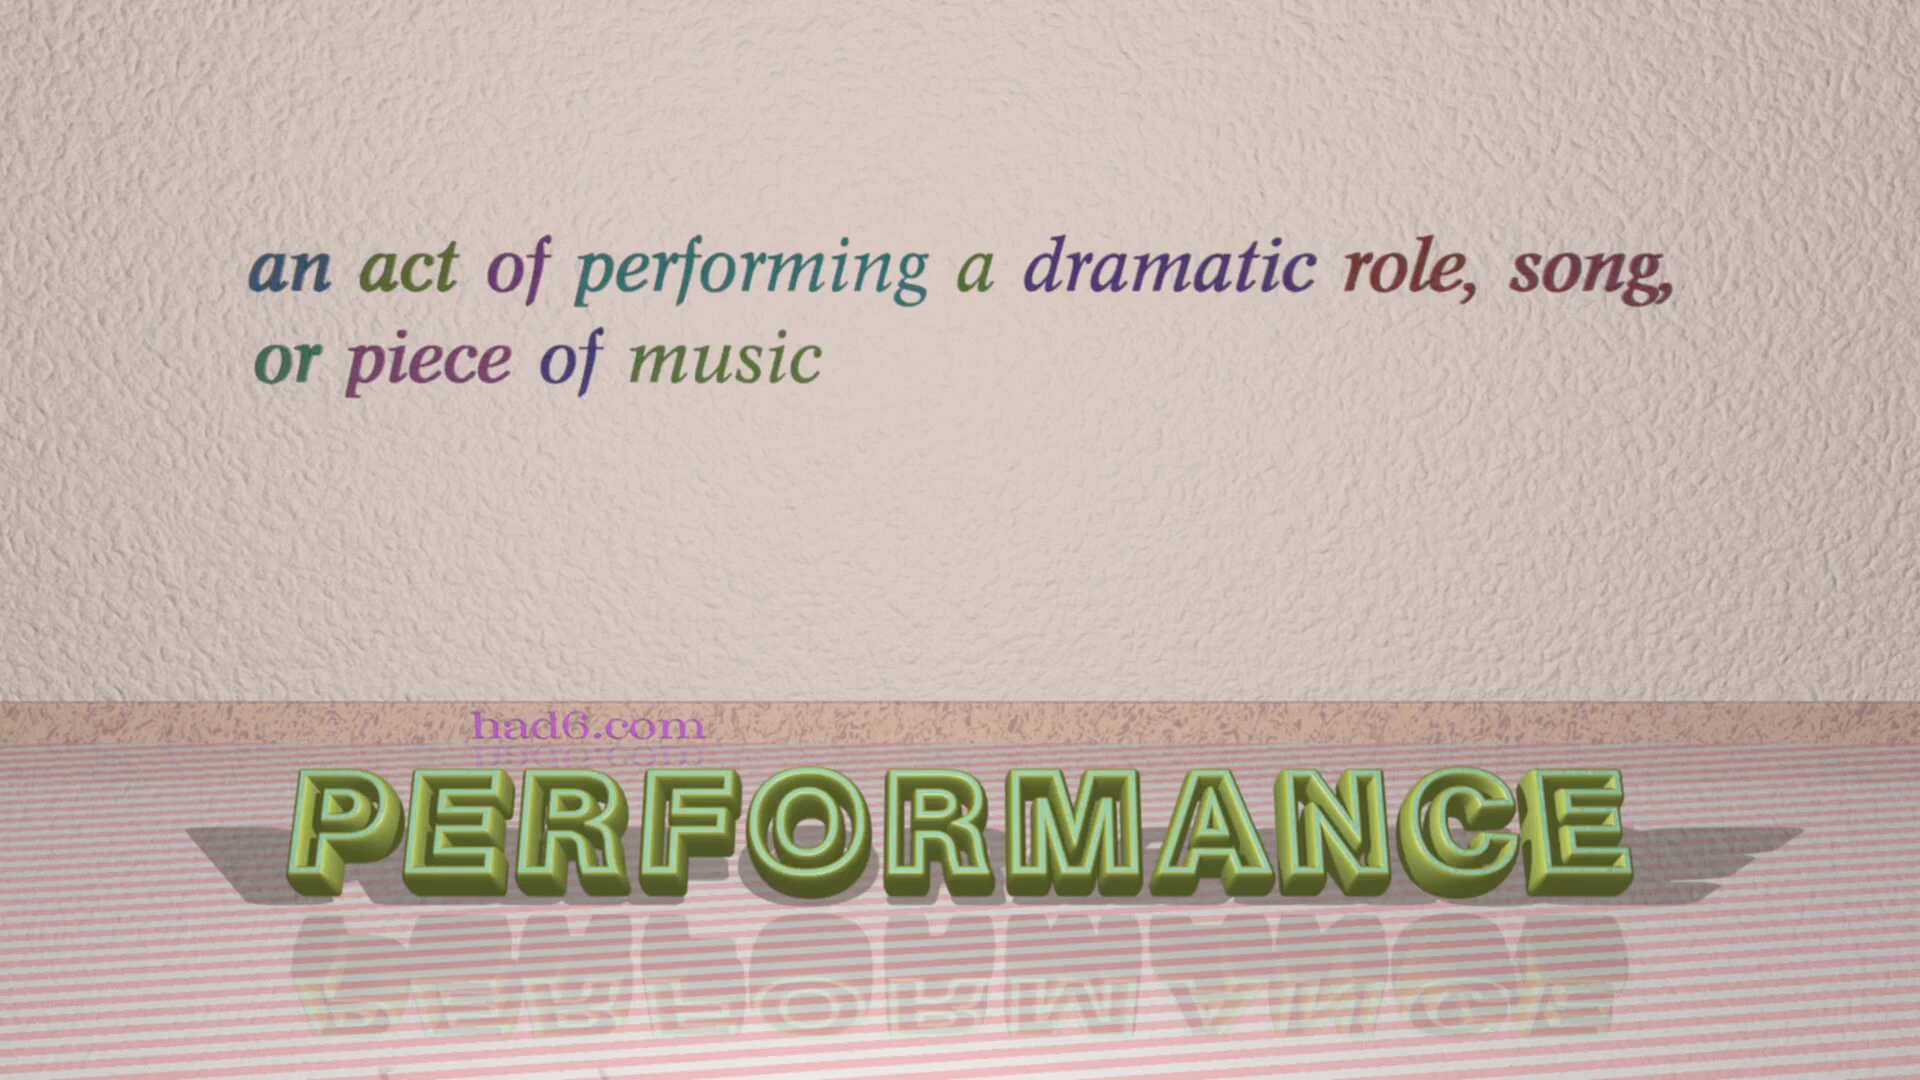 an act of performing a dramatic role, song,
or piece of music
had6.com
PERFORMANCE